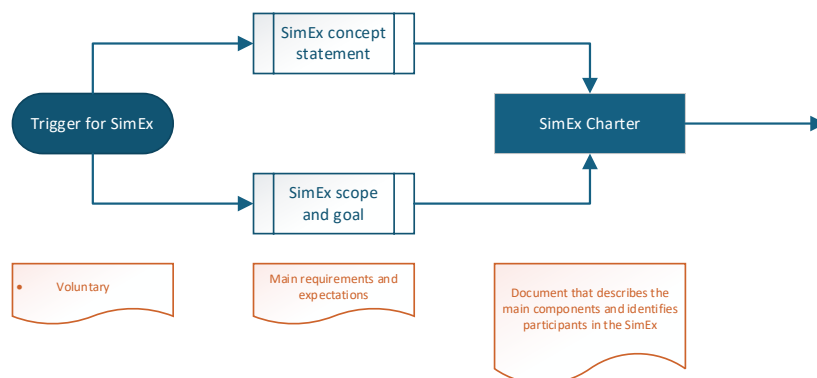 SimEx concept
statement
Trigger for SimEx
SimEx Charter
SimEx scope
and goal
• Voluntary
Main requirements and
expectations
Document that describes the
main components and identifies
participants in the SimEx